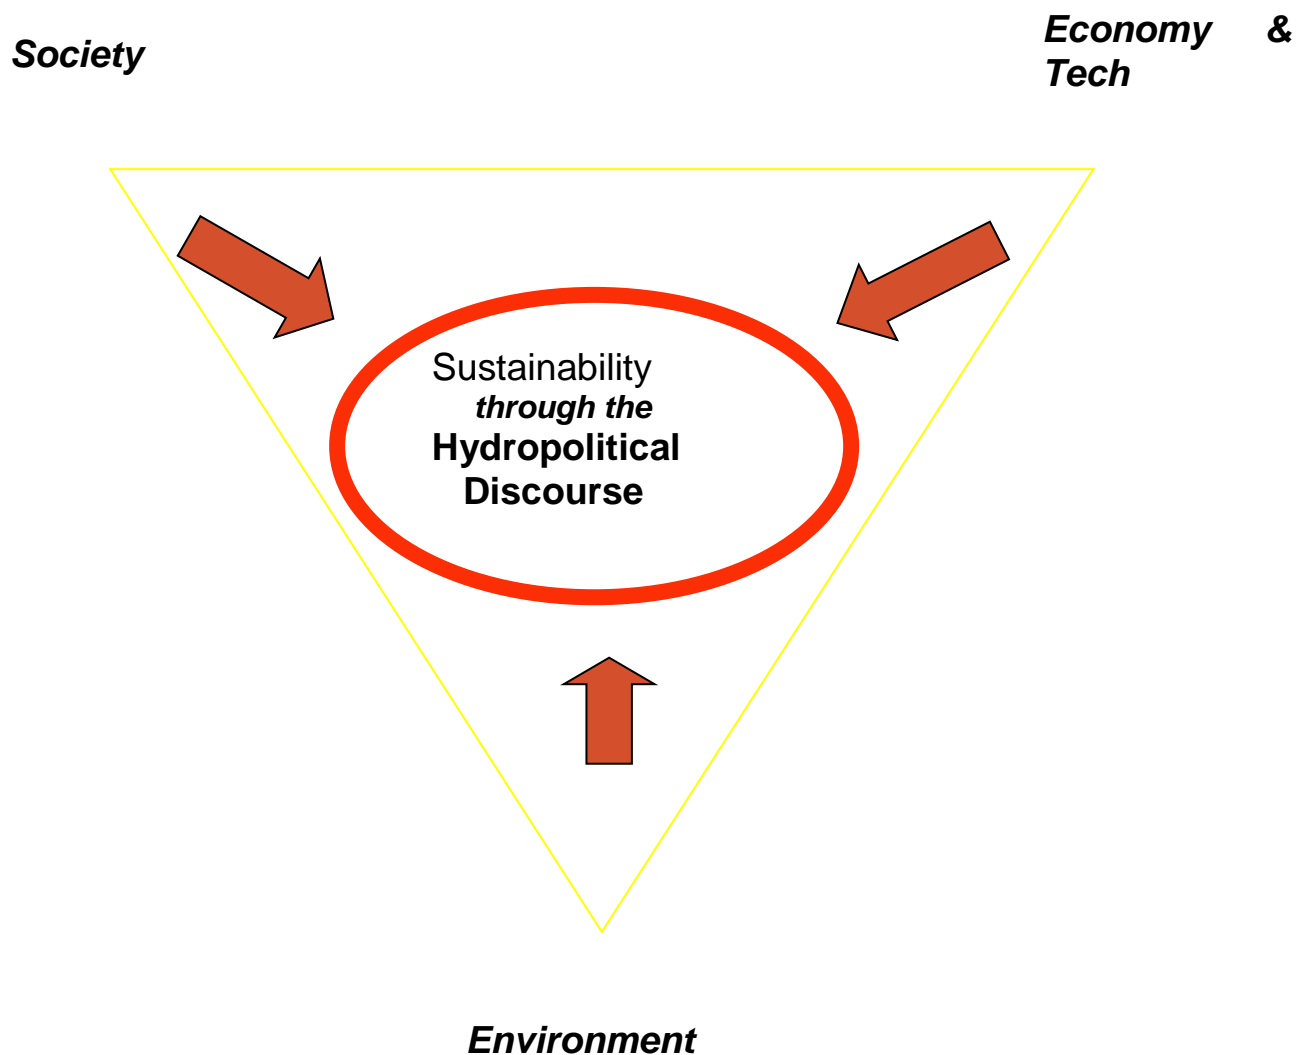 Society
Economy &
Tech
Sustainability
through the
Hydropolitical
Discourse
Environment